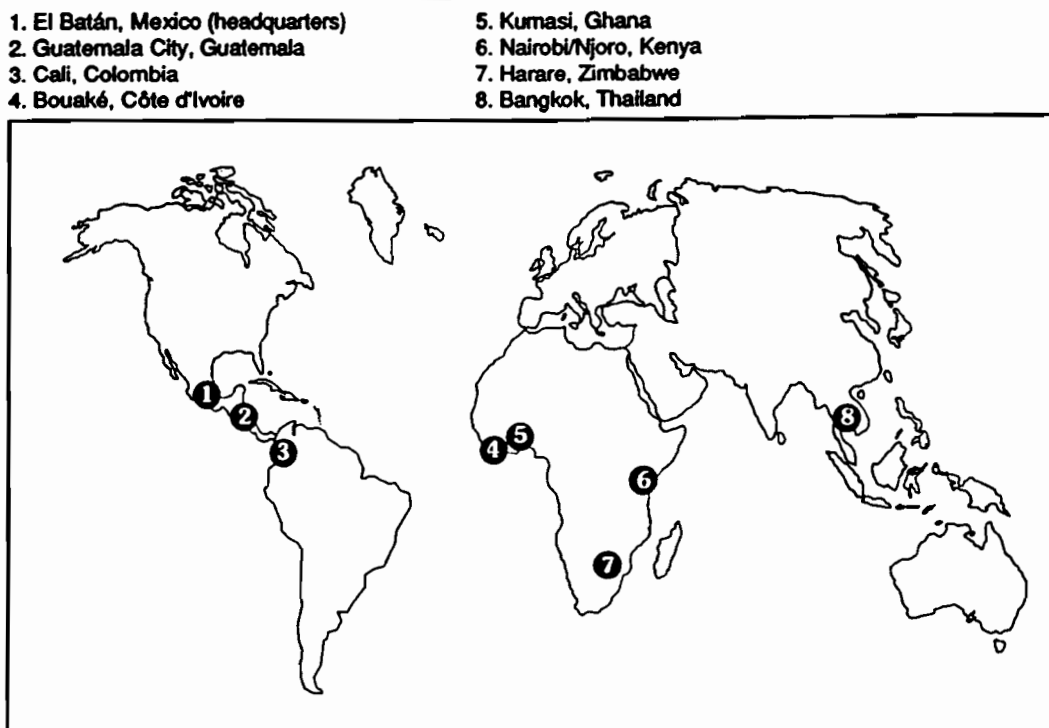 1. El Batán, Mexico (headquarters)
2. Guatemala City, Guatemala
3. Cali, Colombia
4. Bouaké, Côte d'Ivoire
5. Kumasi, Ghana
6. Nairobi/Njoro, Kenya
7. Harare, Zimbabwe
8. Bangkok, Thailand
1
2
3
4
5
6
7
8